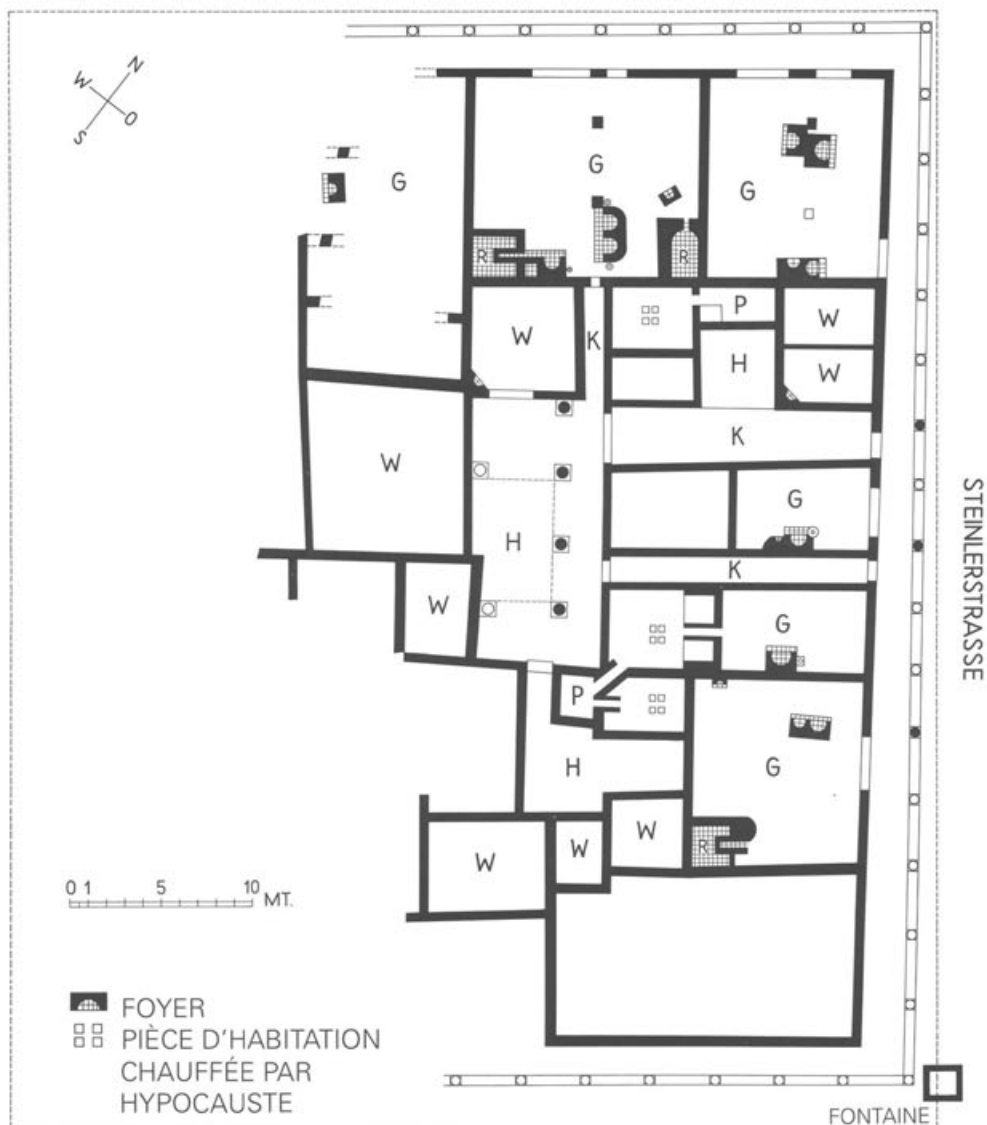 N
W
O
S
G
G
G
R
R
W
K
P
W
H
W
K
W
G
H
K
W
G
P
H
G
W
R
W
W
STEINLERSTRASSE
0 1 5 10 MT.
FOYER
PIÈCE D'HABITATION
CHAUFFÉE PAR
HYPOCAUSTE
FONTAINE